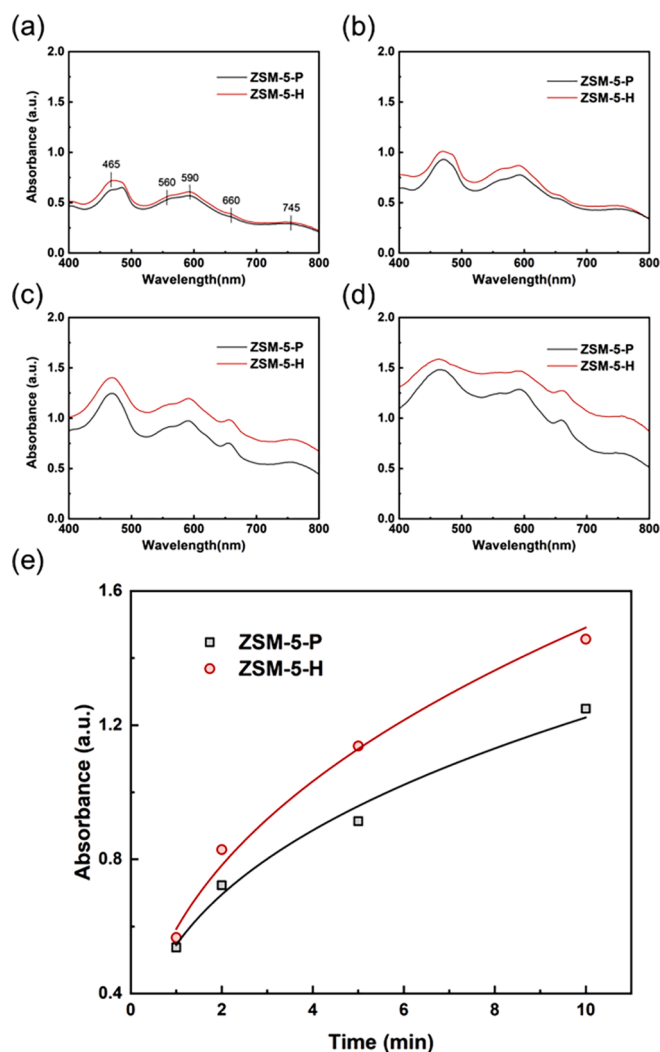 (a)
(b)
2.0
1.5
1.0
0.5
0.0
Absorbance (a.u.)
ZSM-5-P
ZSM-5-H
465
560
590
660
745
400 500 600 700 800
Wavelength(nm)
2.0
1.5
1.0
0.5
0.0
ZSM-5-P
ZSM-5-H
400 500 600 700 800
Wavelength(nm)
(c)
(d)
2.0
1.5
1.0
0.5
0.0
Absorbance (a.u.)
ZSM-5-P
ZSM-5-H
400 500 600 700 800
Wavelength(nm)
2.0
1.5
1.0
0.5
0.0
ZSM-5-P
ZSM-5-H
400 500 600 700 800
Wavelength(nm)
(e)
1.6
1.2
0.8
0.4
Absorbance (a.u.)
ZSM-5-P
ZSM-5-H
0 2 4 6 8 10
Time (min)